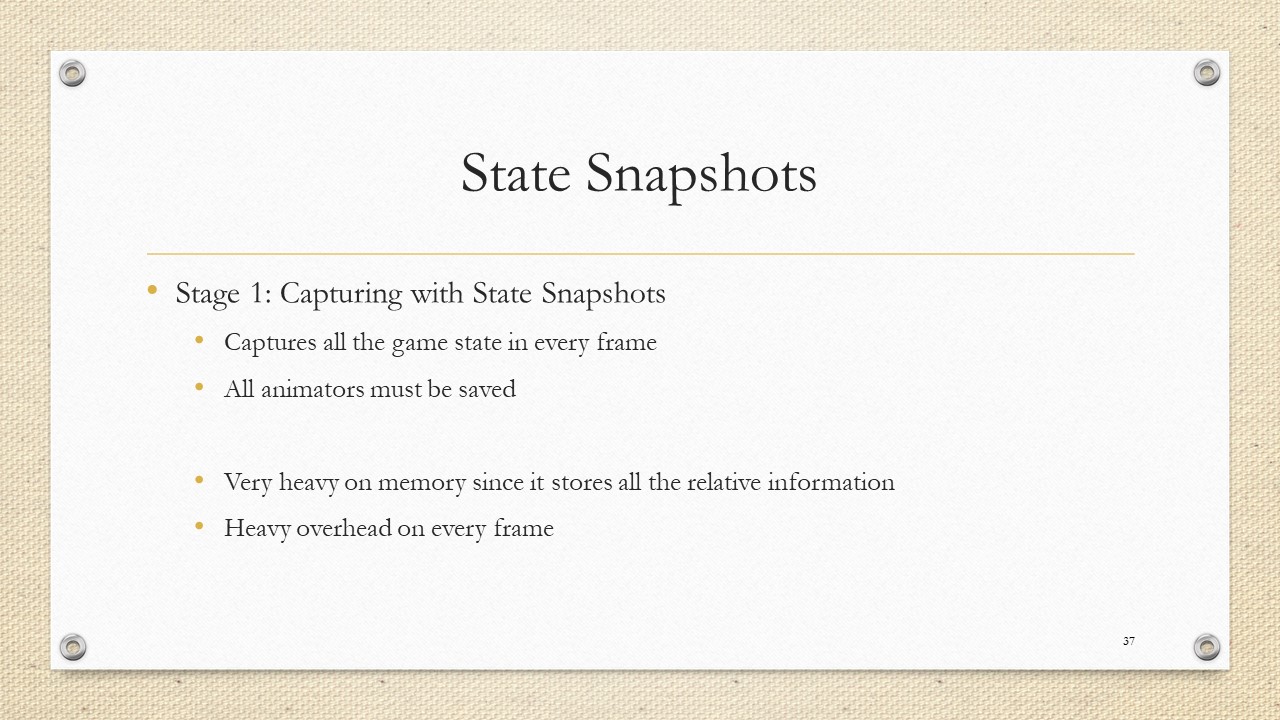 State Snapshots
• Stage 1: Capturing with State Snapshots
• Captures all the game state in every frame
• All animators must be saved
• Very heavy on memory since it stores all the relative information
• Heavy overhead on every frame
37